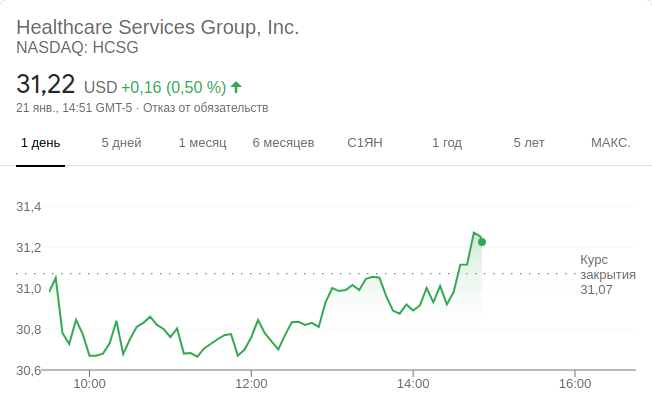 Healthcare Services Group, Inc.
NASDAQ: HCSG
31,22 USD +0,16 (0,50 %)
21 янв., 14:51 GMT-5 · Отказ от обязательств
1 день 5 дней 1 месяц 6 месяцев С1ЯН 1 год 5 лет МАКС.
31,4
31,2
Курс
закрытия
31,0
31,07
30,8
30,6
10:00 12:00 14:00 16:00